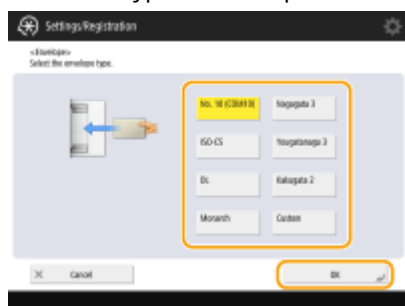 Settings/Registration
<Envelope>
Select the envelope type.
No. 10 (COM10)
Nagagata 3
ISO-C5
Yougatanaga 3
DL
Kakugata 2
Monarch
Custom
Cancel
OK